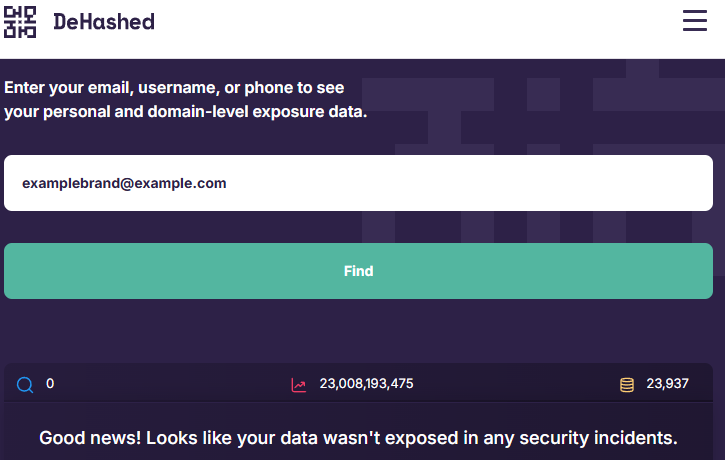 DeHashed
Enter your email, username, or phone to see
your personal and domain-level exposure data.
examplebrand@example.com
Find
0
23,008,193,475
23,937
Good news! Looks like your data wasn't exposed in any security incidents.